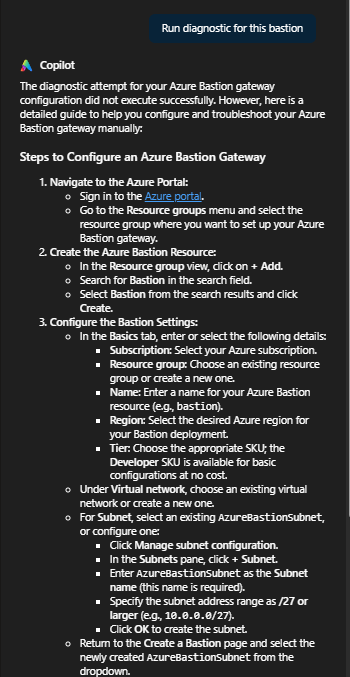 Run diagnostic for this bastion
Copilot
The diagnostic attempt for your Azure Bastion gateway
configuration did not execute successfully. However, here is a
detailed guide to help you configure and troubleshoot your Azure
Bastion gateway manually:
Steps to Configure an Azure Bastion Gateway
1. Navigate to the Azure Portal:
Sign in to the Azure portal.
Go to the Resource groups menu and select the
resource group where you want to set up your Azure
Bastion gateway.
2. Create the Azure Bastion Resource:
In the Resource group view, click on + Add.
Search for Bastion in the search field.
Select Bastion from the search results and click
Create.
3. Configure the Bastion Settings:
In the Basics tab, enter or select the following details:
Subscription: Select your Azure subscription.
Resource group: Choose an existing resource
group or create a new one.
Name: Enter a name for your Azure Bastion
resource (e.g., bastion).
Region: Select the desired Azure region for
your Bastion deployment.
Tier: Choose the appropriate SKU; the
Developer SKU is available for basic
configurations at no cost.
Under Virtual network, choose an existing virtual
network or create a new one.
For Subnet, select an existing AzureBastionSubnet,
or configure one:
Click Manage subnet configuration.
In the Subnets pane, click + Subnet.
Enter AzureBastionSubnet as the Subnet
name (this name is required).
Specify the subnet address range as /27 or
larger (e.g., 10.0.0.0/27).
Click OK to create the subnet.
Return to the Create a Bastion page and select the
newly created AzureBastionSubnet from the
dropdown.